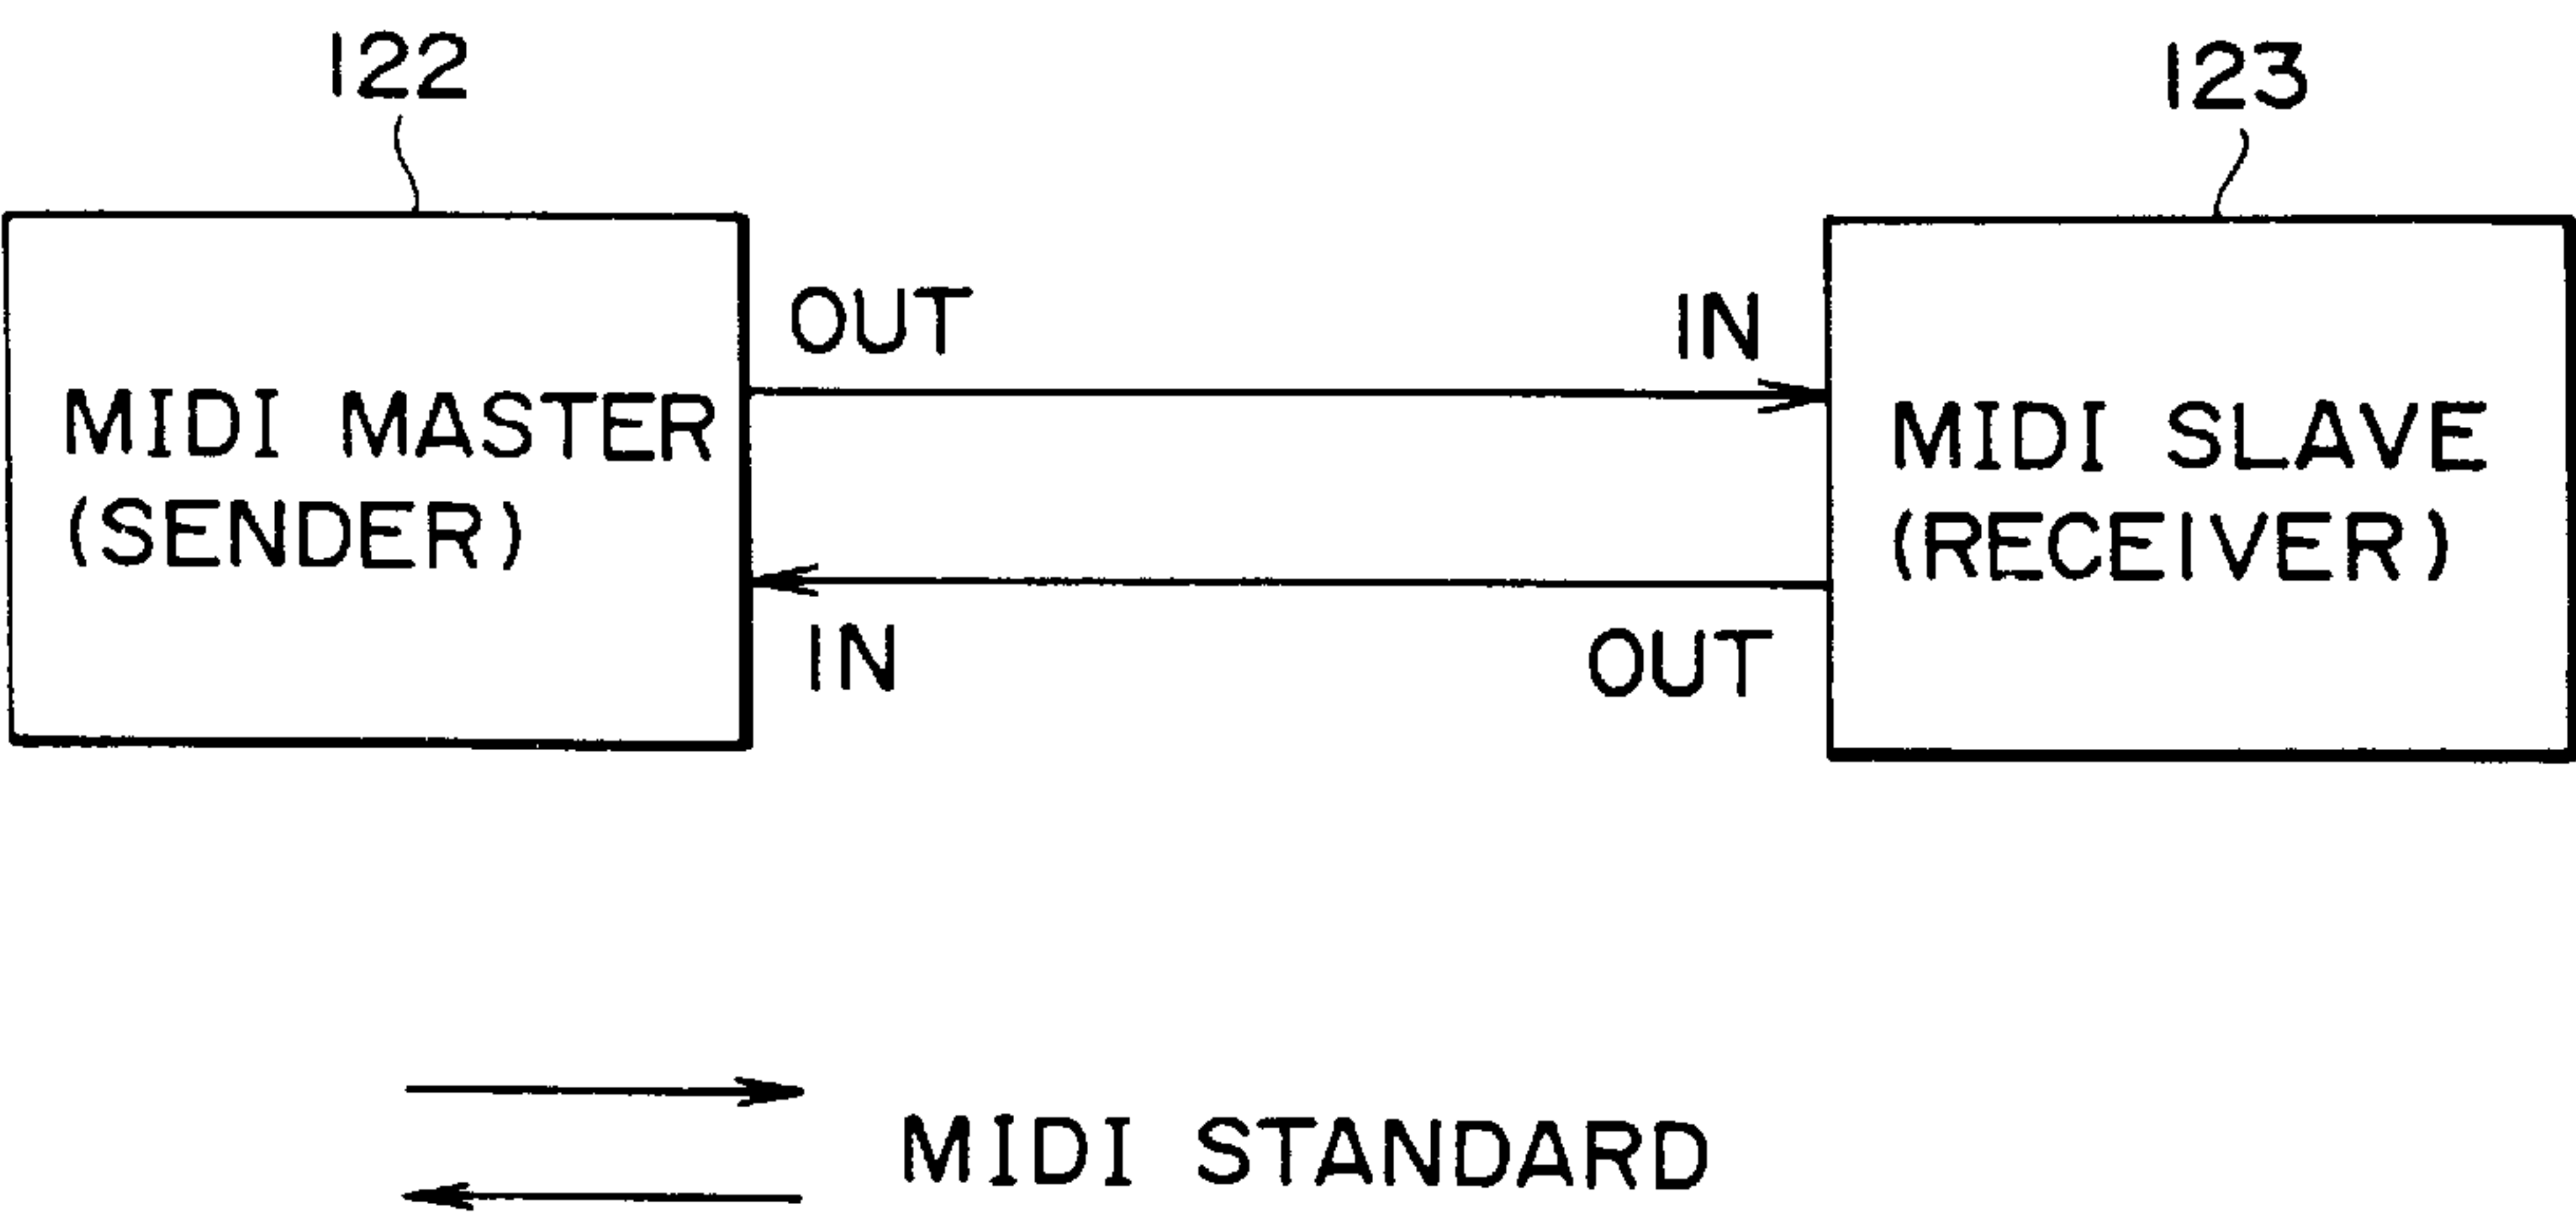 122
123
OUT
IN
MIDI MASTER
(SENDER)
MIDI SLAVE
(RECEIVER)
IN
OUT
MIDI STANDARD